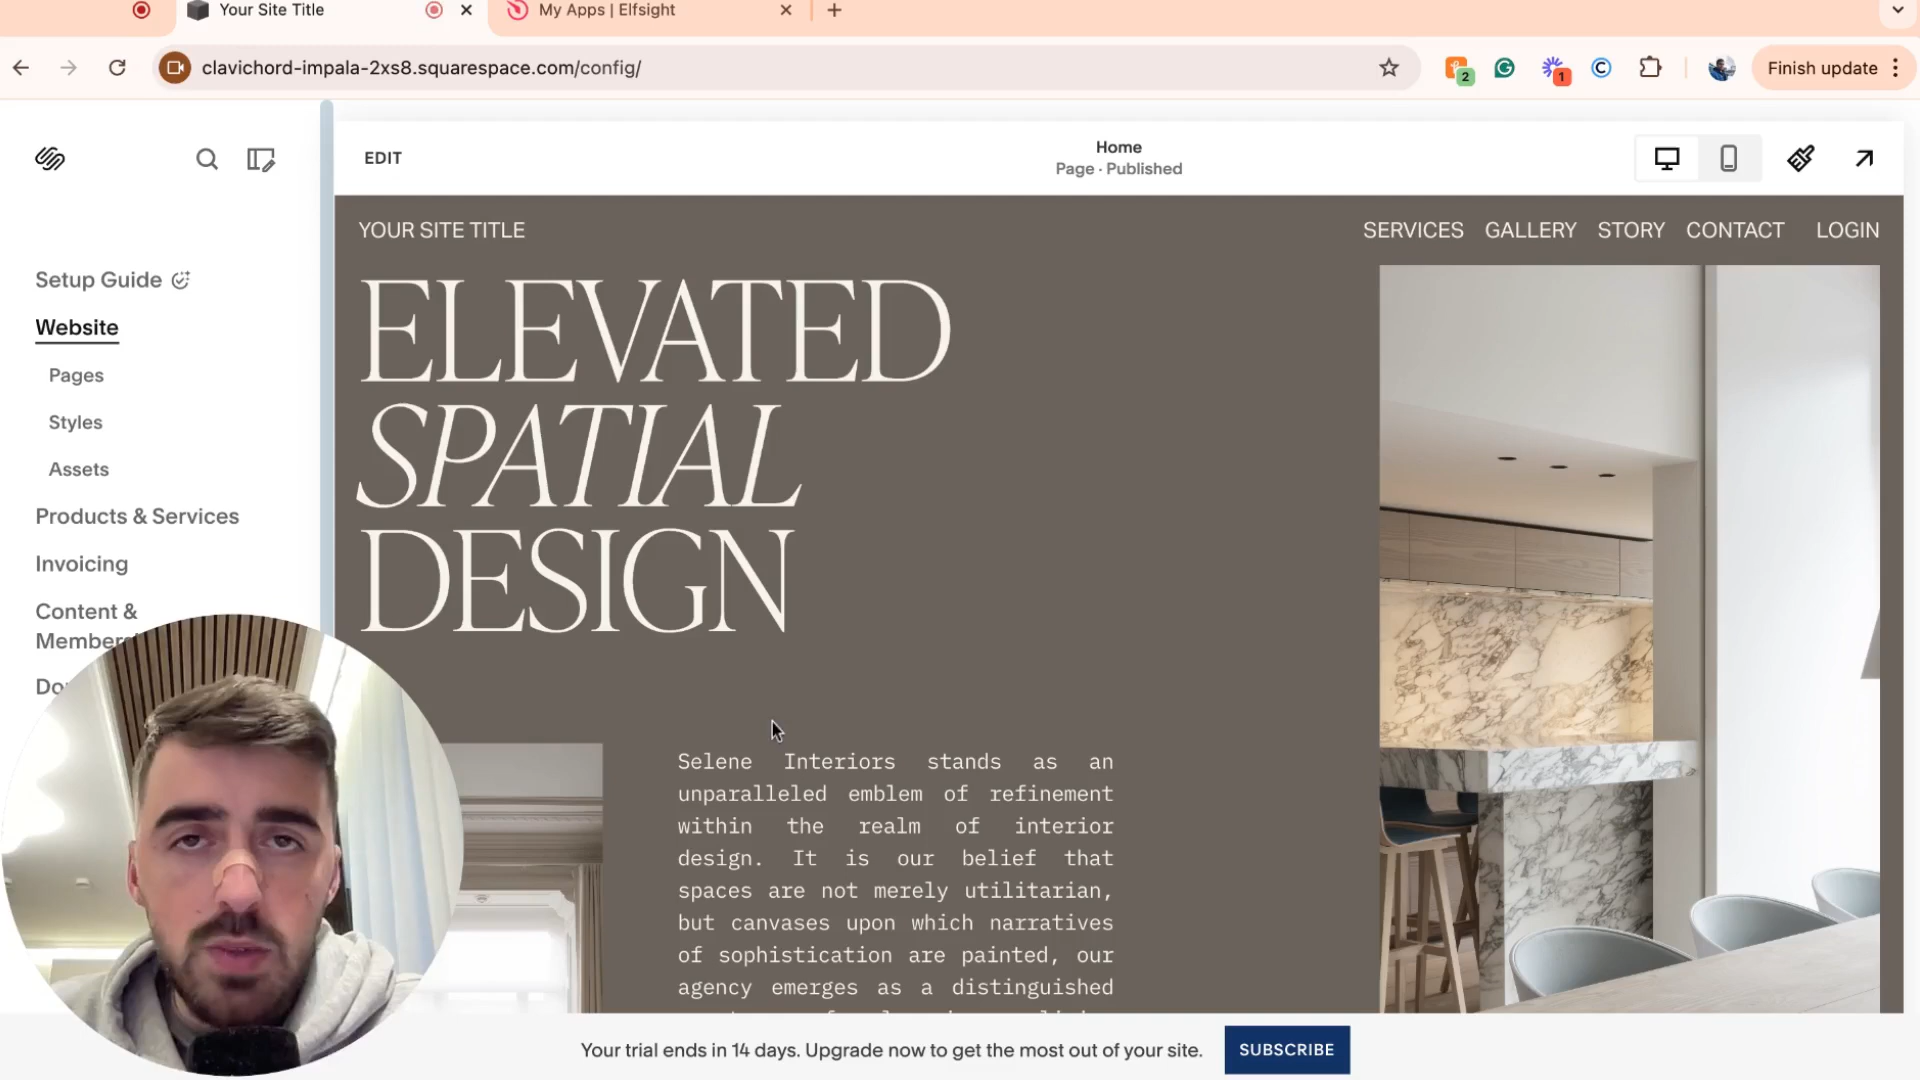 Your Site Title
My Apps | Elfsight
clavichord-impala-2xs8.squarespace.com/config/
2
1
Finish update
EDIT
Home
Page · Published
Setup Guide
Website
Pages
Styles
Assets
Products & Services
Invoicing
Content &
YOUR SITE TITLE
SERVICES GALLERY STORY CONTACT LOGIN
ELEVATED
SPATIAL
DESIGN
Selene Interiors stands as an
unparalleled emblem of refinement
within the realm of interior
design. It is our belief that
spaces are not merely utilitarian,
but canvases upon which narratives
of sophistication are painted, our
agency emerges as a distinguished
Your trial ends in 14 days. Upgrade now to get the most out of your site.
SUBSCRIBE